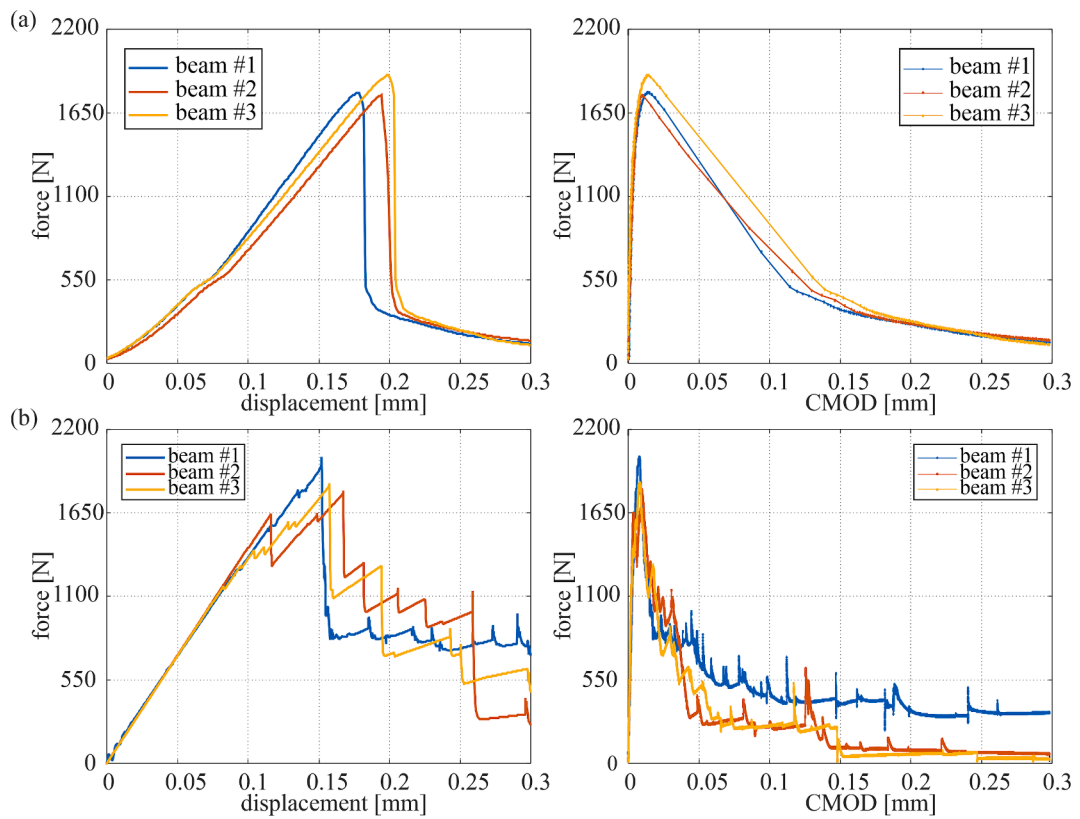 (a)
2200
1650
1100
550
0
force [N]
beam #1
beam #2
beam #3
0 0.05 0.1 0.15 0.2 0.25 0.3
displacement [mm]
2200
1650
1100
550
0
force [N]
beam #1
beam #2
beam #3
0 0.05 0.1 0.15 0.2 0.25 0.3
CMOD [mm]
(b)
2200
1650
1100
550
0
force [N]
beam #1
beam #2
beam #3
0 0.05 0.1 0.15 0.2 0.25 0.3
displacement [mm]
2200
1650
1100
550
0
force [N]
beam #1
beam #2
beam #3
0 0.05 0.1 0.15 0.2 0.25 0.3
CMOD [mm]